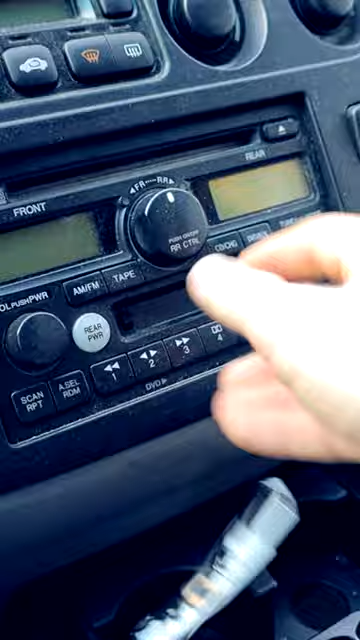 REAR
FRONT
◄FR RR►
PUSH ON/OFF
RR CTRL
CD/CHG
AM/FM
TAPE
PUSH PWR
REAR
PWR
◄◄
1
◄►
2
►►
3
4
SCAN
RPT
A.SEL
RDM
DVD►